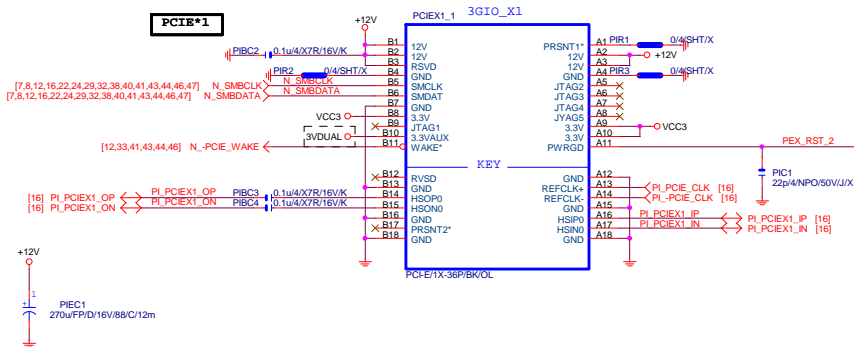 PCIE*1
PCIEX1_1 3GIO_X1
+12V
PIBC2 0.1u/4/X7R/16V/K
PIR2 0/4/SHT/X
[7,8,12,16,22,24,29,32,38,40,41,43,44,46,47] N_SMBCLK N_SMBCLK
[7,8,12,16,22,24,29,32,38,40,41,43,44,46,47] N_SMBDATA N_SMBDATA
VCC3
3VDUAL
[12,33,41,43,44,46] N_-PCIE_WAKE
[16] PI_PCIEX1_OP PI_PCIEX1_OP PIBC3 0.1u/4/X7R/16V/K
[16] PI_PCIEX1_ON PI_PCIEX1_ON PIBC4 0.1u/4/X7R/16V/K
B1 12V
B2 12V
B3 RSVD
B4 GND
B5 SMCLK
B6 SMDAT
B7 GND
B8 3.3V
B9 JTAG1
B10 3.3VAUX
B11 WAKE*
KEY
B12 RVSD
B13 GND
B14 HSOP0
B15 HSON0
B16 GND
B17 PRSNT2*
B18 GND
PRSNT1* A1
12V A2
12V A3
GND A4
JTAG2 A5
JTAG3 A6
JTAG4 A7
JYAG5 A8
3.3V A9
3.3V A10
PWRGD A11
GND A12
REFCLK+ A13
REFCLK- A14
GND A15
HSIP0 A16
HSIN0 A17
GND A18
PIR1 0/4/SHT/X
+12V
PIR3 0/4/SHT/X
VCC3
PEX_RST_2
PIC1
22p/4/NPO/50V/J/X
PI_PCIE_CLK [16]
PI_-PCIE_CLK [16]
PI_PCIEX1_IP PI_PCIEX1_IP [16]
PI_PCIEX1_IN PI_PCIEX1_IN [16]
PCI-E/1X-36P/BK/OL
+12V
+ 1
PIEC1
270u/FP/D/16V/88/C/12m